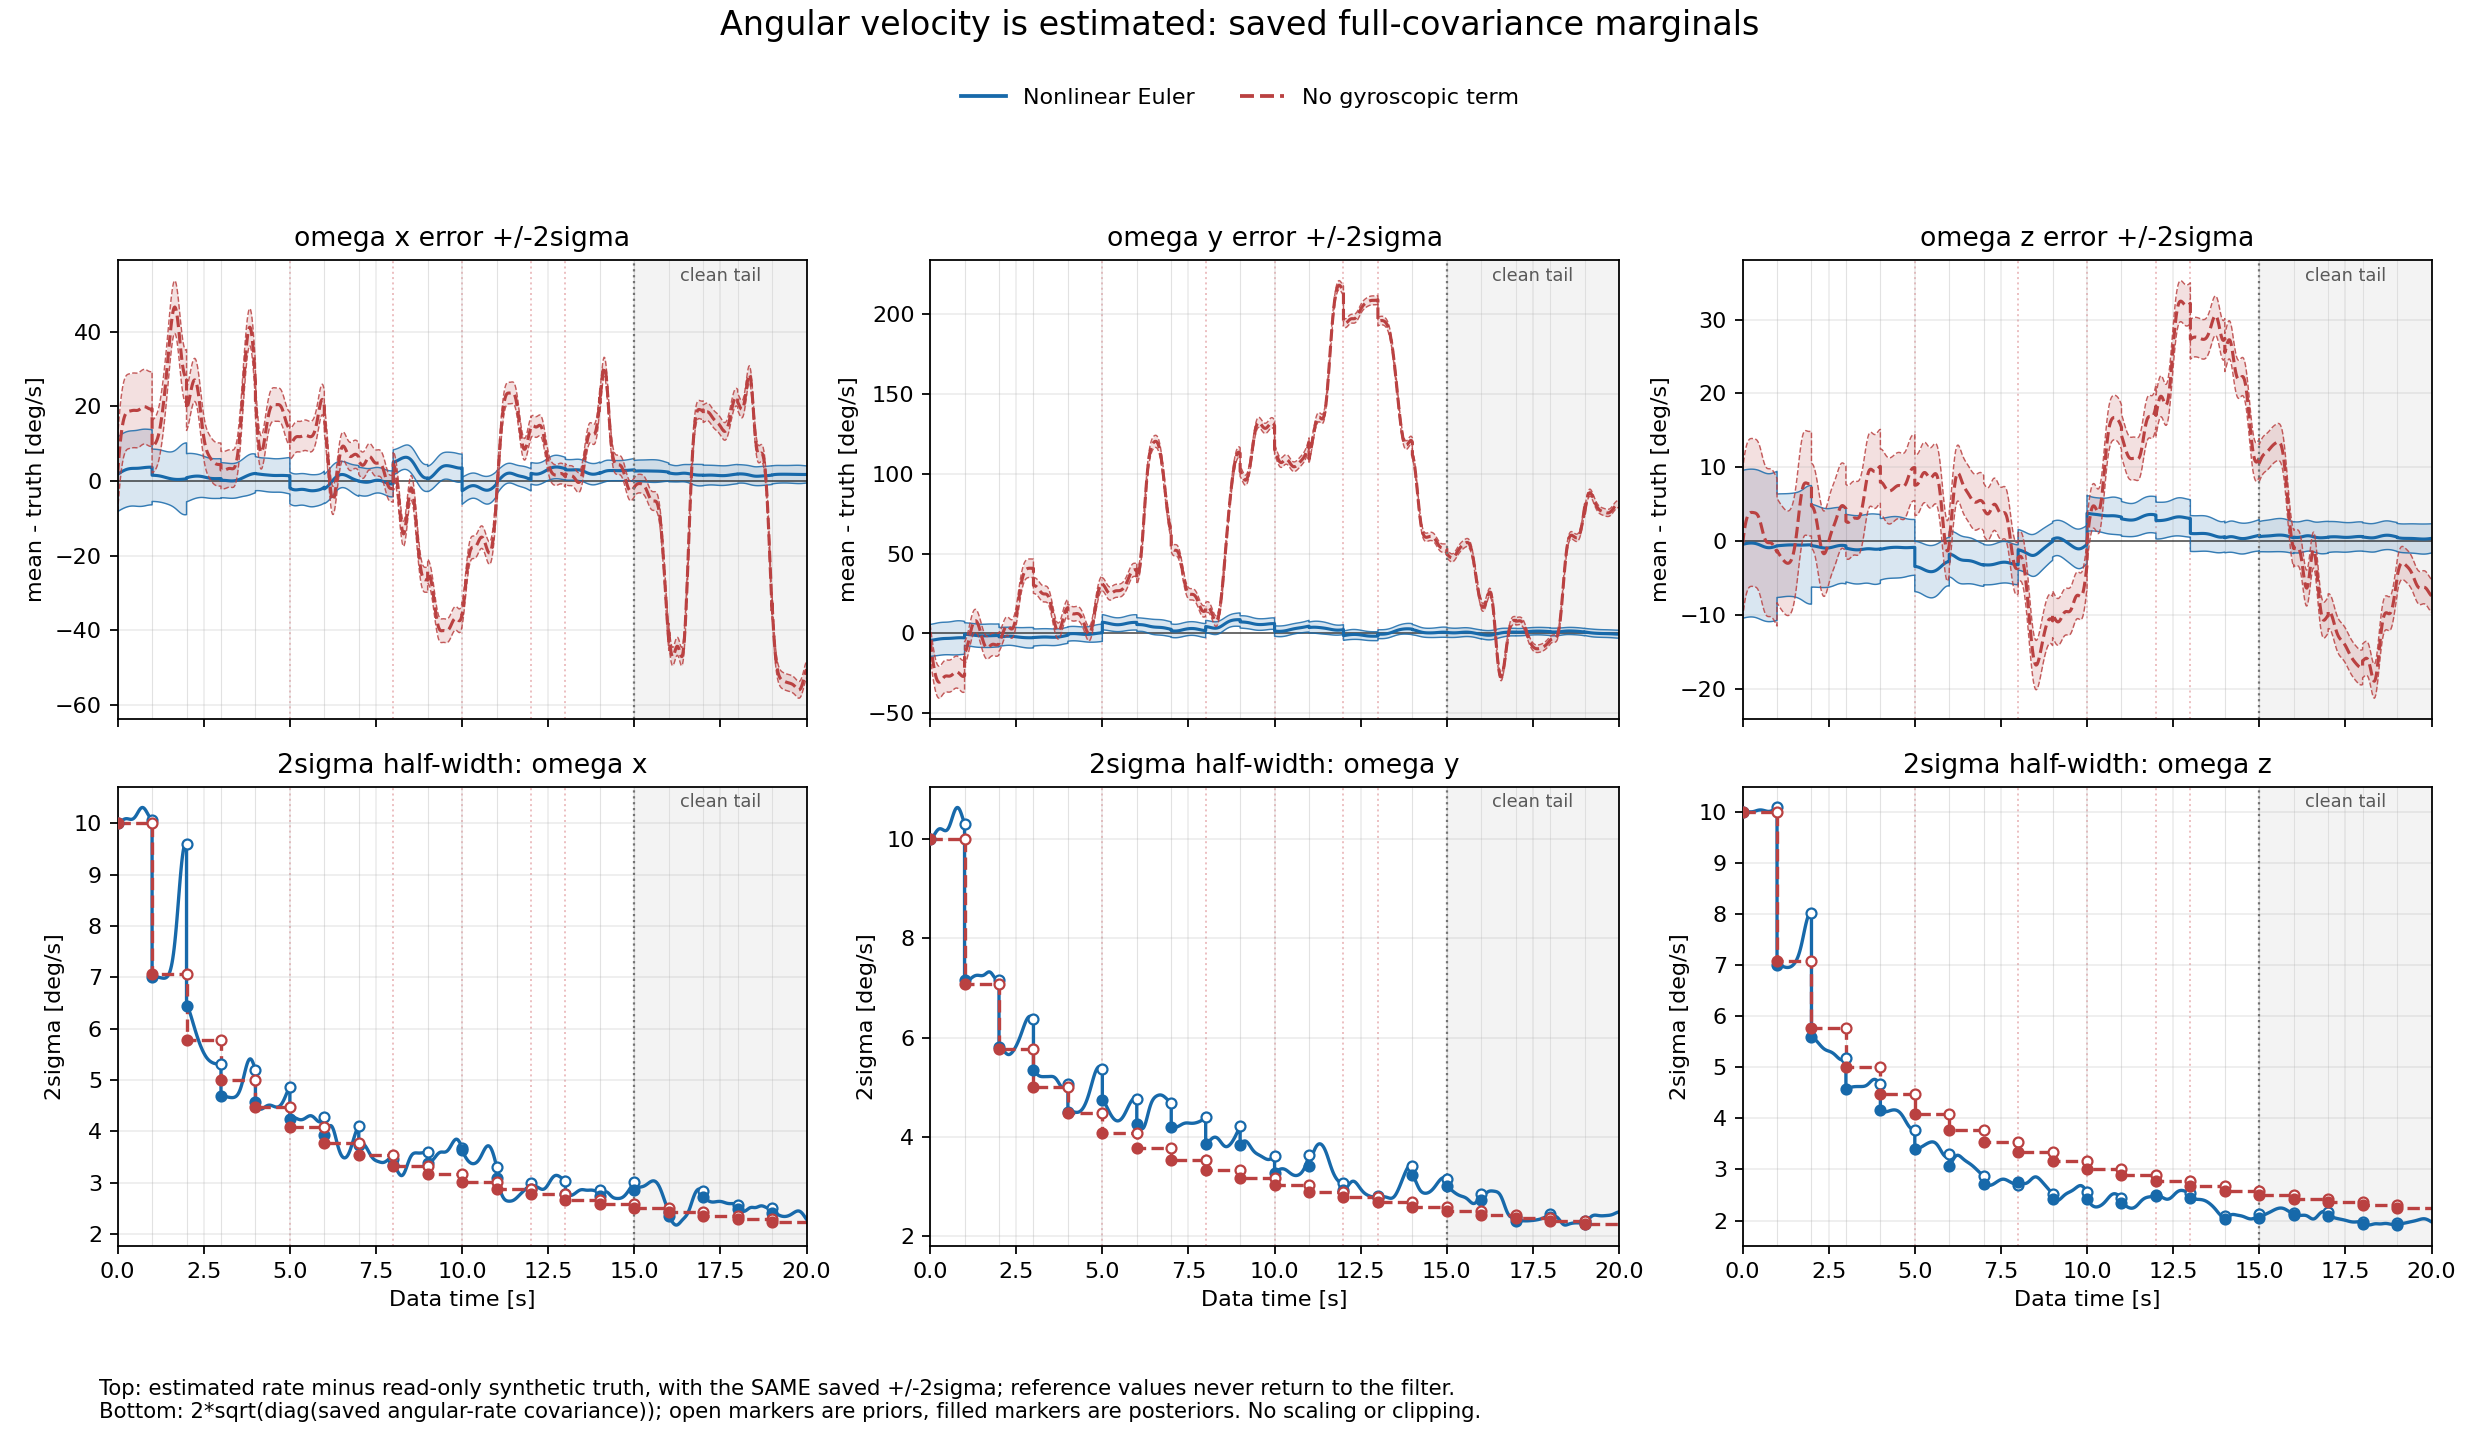 Angular velocity is estimated: saved full-covariance marginals
Nonlinear Euler
No gyroscopic term
omega x error +/-2sigma
omega y error +/-2sigma
omega z error +/-2sigma
clean tail
clean tail
clean tail
mean - truth [deg/s]
40
20
0
−20
−40
−60
mean - truth [deg/s]
200
150
100
50
0
−50
mean - truth [deg/s]
30
20
10
0
−10
−20
2sigma half-width: omega x
2sigma half-width: omega y
2sigma half-width: omega z
clean tail
clean tail
clean tail
2sigma [deg/s]
10
9
8
7
6
5
4
3
2
2sigma [deg/s]
10
8
6
4
2
2sigma [deg/s]
10
9
8
7
6
5
4
3
2
0.0 2.5 5.0 7.5 10.0 12.5 15.0 17.5 20.0
0.0 2.5 5.0 7.5 10.0 12.5 15.0 17.5 20.0
0.0 2.5 5.0 7.5 10.0 12.5 15.0 17.5 20.0
Data time [s]
Data time [s]
Data time [s]
Top: estimated rate minus read-only synthetic truth, with the SAME saved +/-2sigma; reference values never return to the filter.
Bottom: 2*sqrt(diag(saved angular-rate covariance)); open markers are priors, filled markers are posteriors. No scaling or clipping.